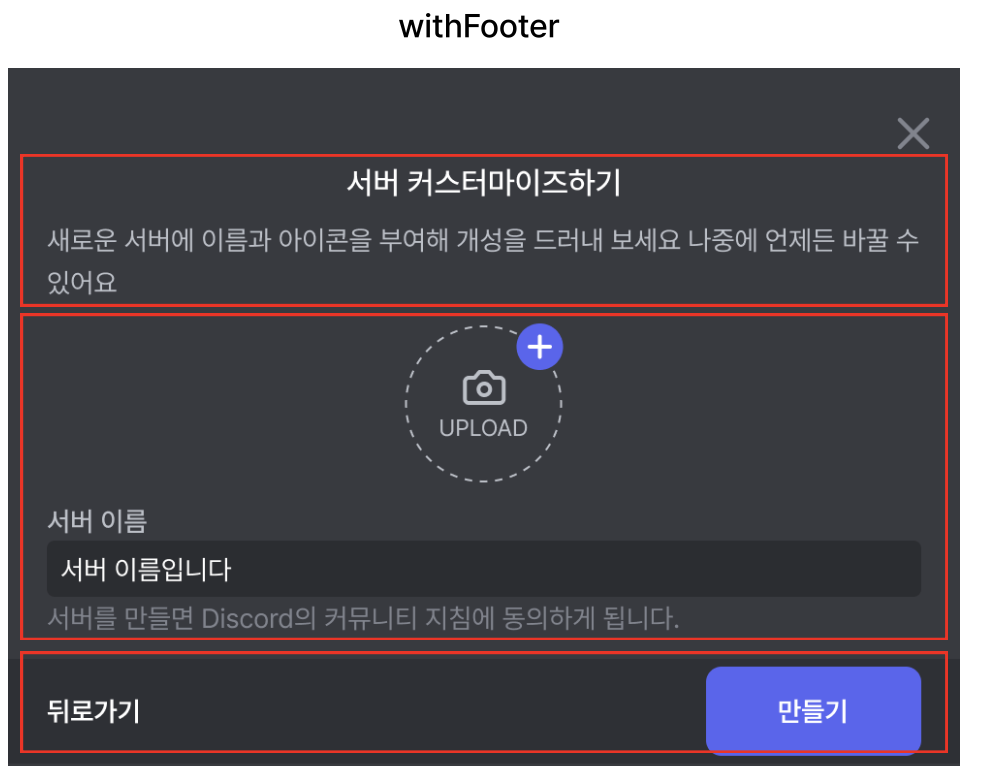 withFooter
서버 커스터마이즈하기
새로운 서버에 이름과 아이콘을 부여해 개성을 드러내 보세요 나중에 언제든 바꿀 수
있어요
UPLOAD
서버 이름
서버 이름입니다
서버를 만들면 Discord의 커뮤니티 지침에 동의하게 됩니다.
뒤로가기
만들기